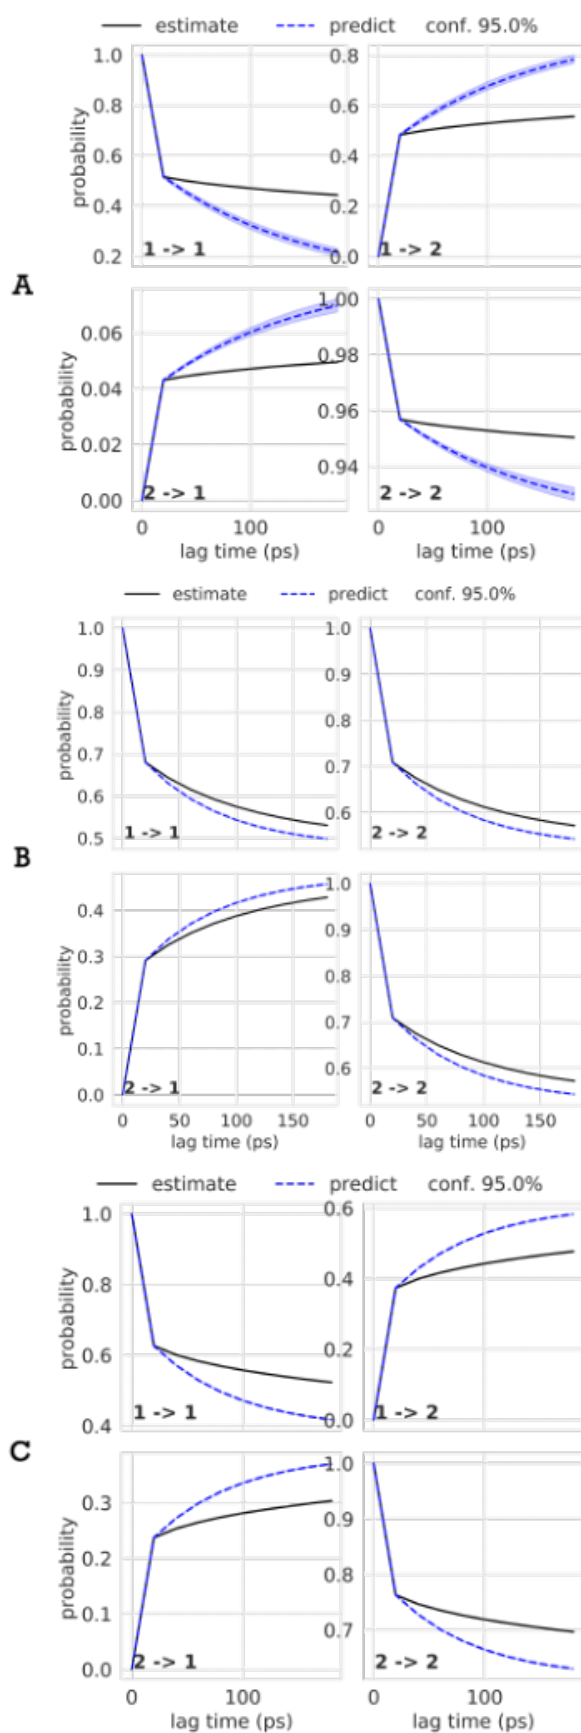 estimate predict conf. 95.0%
1.0 0.8
0.8 0.6
0.6 0.4
0.4 0.2
0.2 0.0
probability
1 -> 1 1 -> 2
100 100
A
0.06 1.00
0.04 0.98
0.02 0.96
0.00 0.94
probability
2 -> 1 2 -> 2
0 100 0 100
lag time (ps) lag time (ps)
estimate predict conf. 95.0%
1.0 1.0
0.9 0.9
0.8 0.8
0.7 0.7
0.6 0.6
0.5
probability
1 -> 1 2 -> 2
B
0.4 1.0
0.3 0.9
0.2 0.8
0.1 0.7
0.0 0.6
probability
2 -> 1 2 -> 2
0 50 100 150 0 50 100 150
lag time (ps) lag time (ps)
estimate predict conf. 95.0%
1.0 0.6
0.8 0.4
0.6 0.2
0.4 0.0
probability
1 -> 1 1 -> 2
C
0.3 1.0
0.2 0.9
0.1 0.8
0.0 0.7
probability
2 -> 1 2 -> 2
0 100 0 100
lag time (ps) lag time (ps)